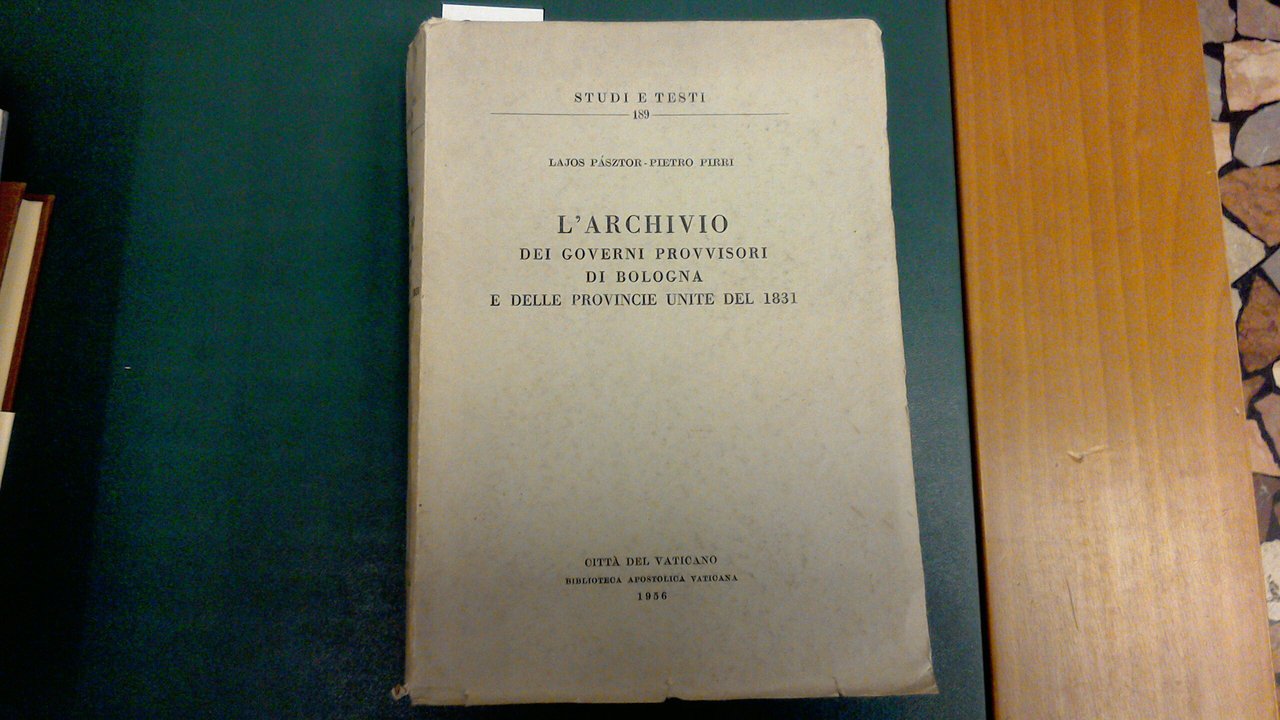 STUDI E TESTI
189
LAJOS PÁSZTOR - PIETRO PIRRI
L'ARCHIVIO
DEI GOVERNI PROVVISORI
DI BOLOGNA
E DELLE PROVINCIE UNITE DEL 1831
CITTÀ DEL VATICANO
BIBLIOTECA APOSTOLICA VATICANA
1956